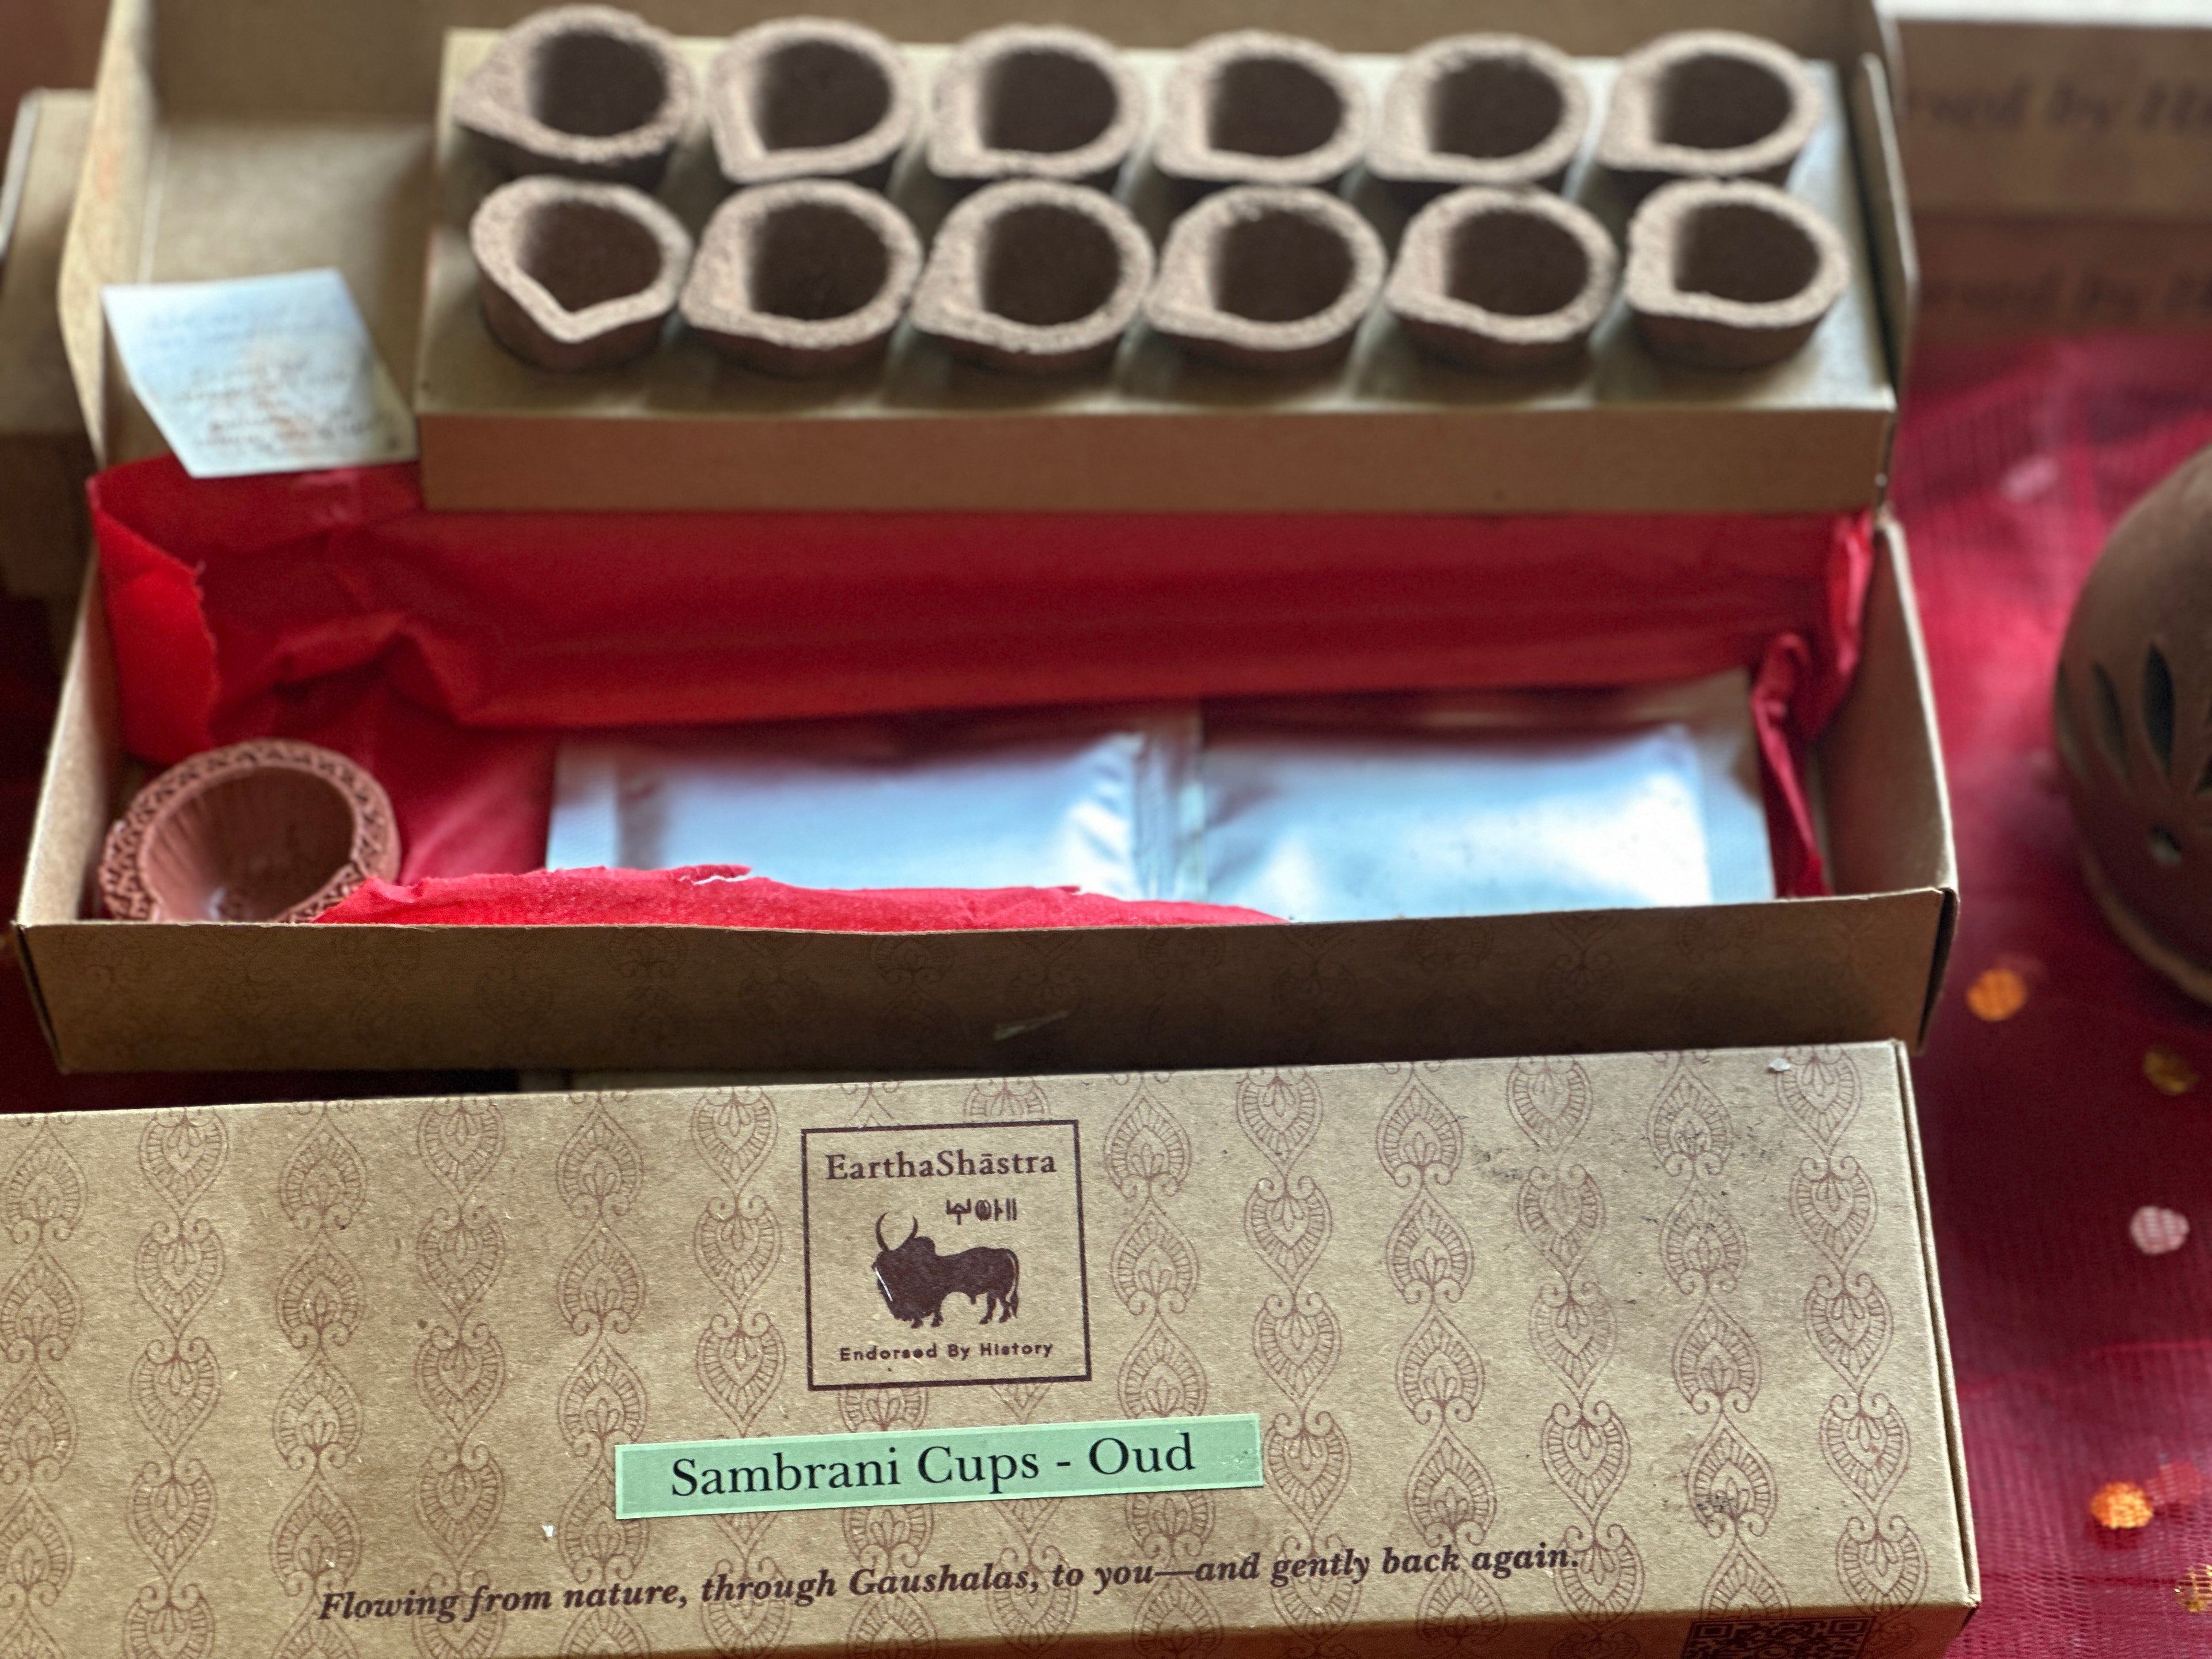 EarthaShāstra
Endorsed By History
Sambrani Cups - Oud
Flowing from nature, through Gaushalas, to you—and gently back again.